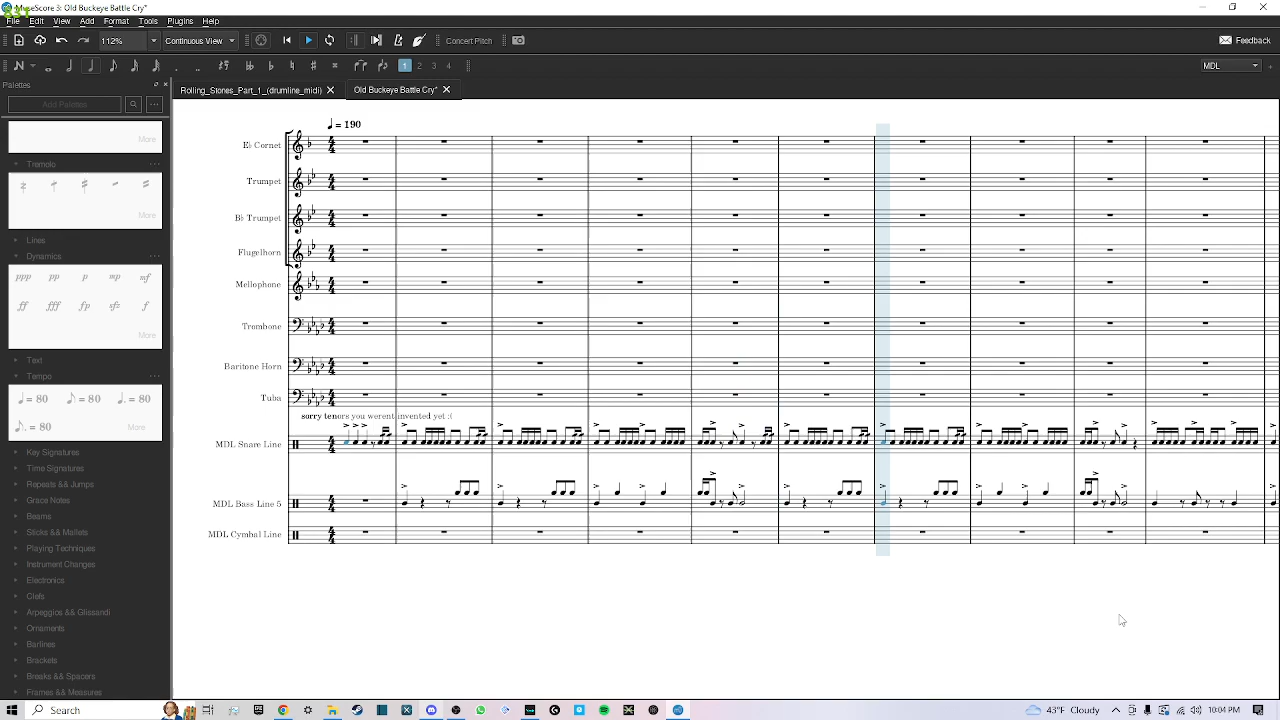 MuseScore 3: Old Buckeye Battle Cry*
File Edit View Add Format Tools Plugins Help
112% Continuous View Concert Pitch Feedback
1 2 3 4 MDL
Palettes
Rolling_Stones_Part_1_(drumline_midi) Old Buckeye Battle Cry*
Add Palettes
More
Tremolo
More
Lines
Dynamics
ppp pp p mp mf
ff fff fp sfz f
More
Text
Tempo
= 80 = 80 = 80
= 80 More
Key Signatures
Time Signatures
Repeats && Jumps
Grace Notes
Beams
Sticks && Mallets
Playing Techniques
Instrument Changes
Electronics
Clefs
Arpeggios && Glissandi
Ornaments
Barlines
Brackets
Breaks && Spacers
Frames && Measures
♩ = 190
E♭ Cornet
Trumpet
B♭ Trumpet
Flugelhorn
Mellophone
Trombone
Baritone Horn
Tuba
sorry tenors you werent invented yet :(
MDL Snare Line
MDL Bass Line 5
MDL Cymbal Line
Search 43°F Cloudy 10:04 PM